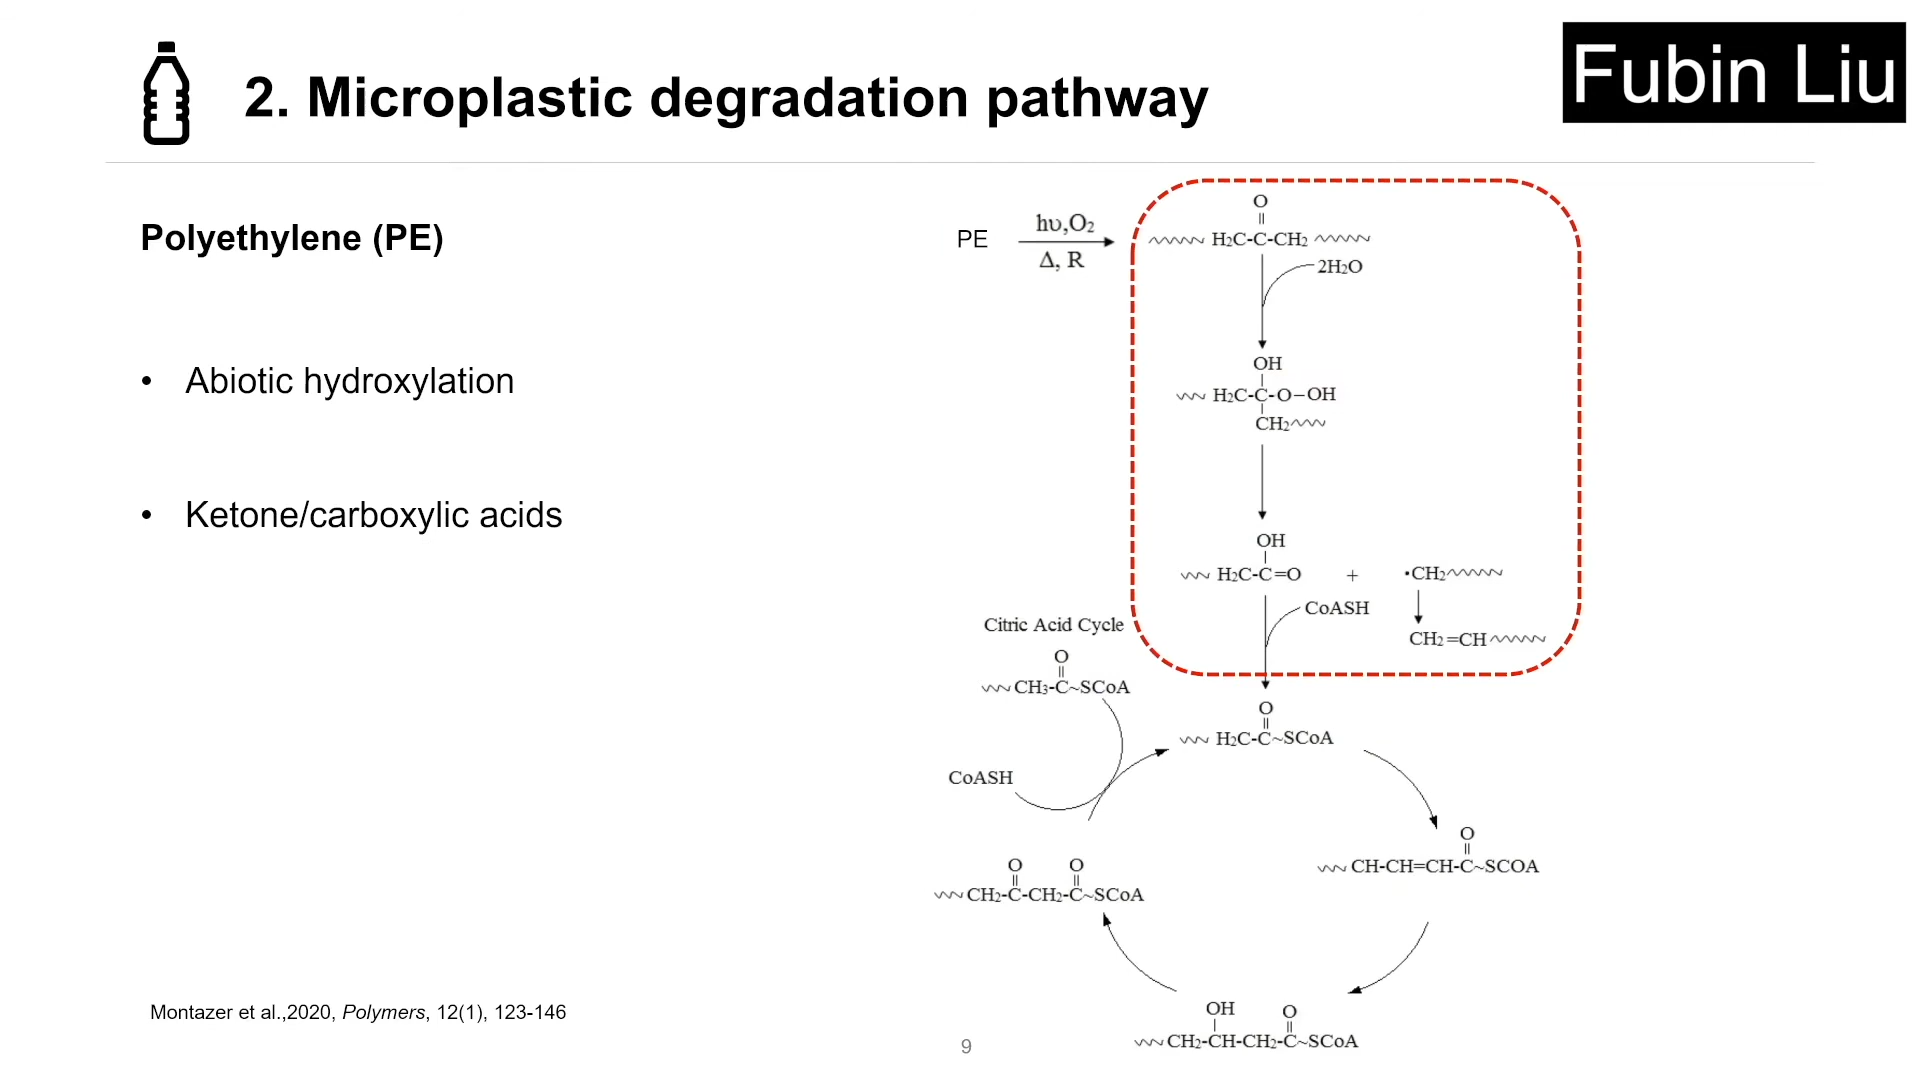 2. Microplastic degradation pathway
Fubin Liu
Polyethylene (PE)
• Abiotic hydroxylation
• Ketone/carboxylic acids
PE
hυ,O₂
Δ, R
O
H₂C-C-CH₂
2H₂O
OH
H₂C-C-O–OH
CH₂
OH
H₂C-C=O
+
•CH₂
CoASH
CH₂=CH
Citric Acid Cycle
O
CH₃-C~SCoA
O
H₂C-C~SCoA
CoASH
O
CH-CH=CH-C~SCOA
O O
CH₂-C-CH₂-C~SCoA
OH O
CH₂-CH-CH₂-C~SCoA
Montazer et al.,2020, Polymers, 12(1), 123-146
9